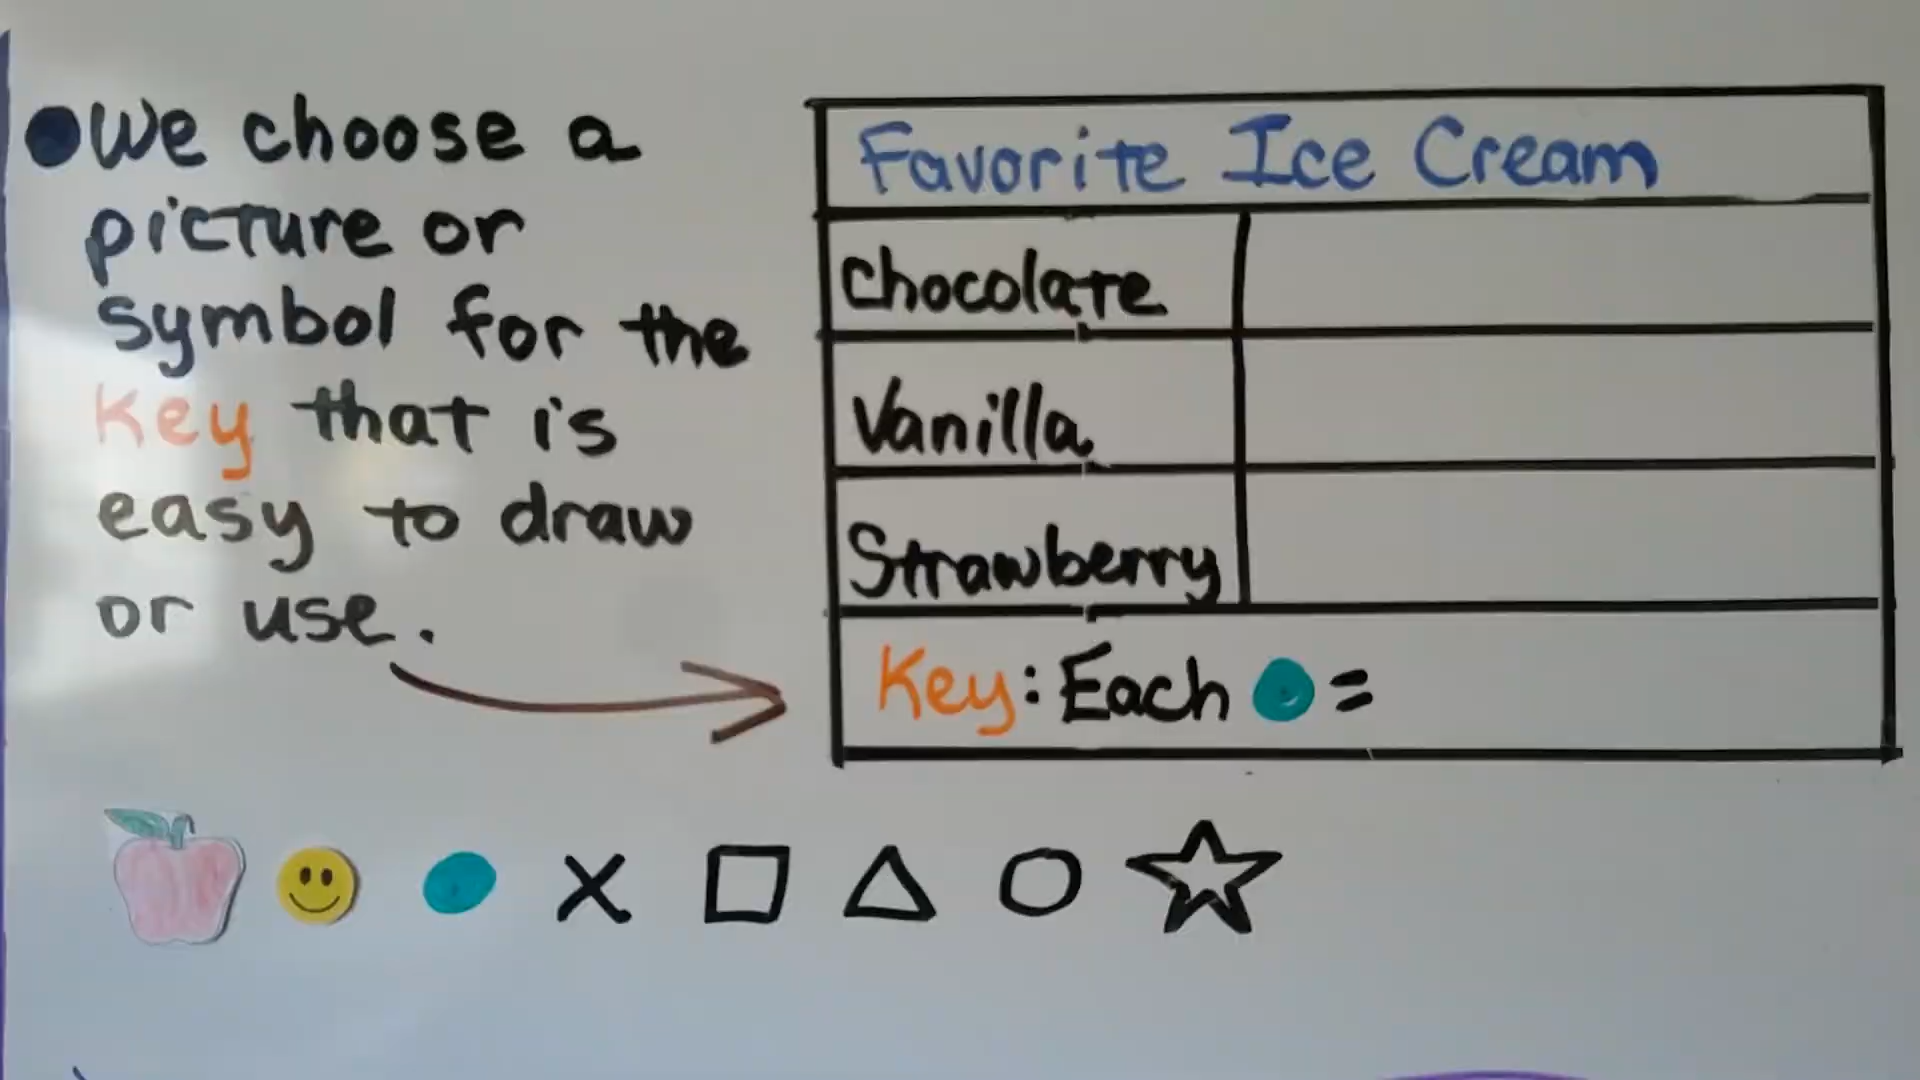 We choose a
picture or
symbol for the
Key that is
easy to draw
or use.
Favorite Ice Cream
Chocolate
Vanilla
Strawberry
Key: Each =